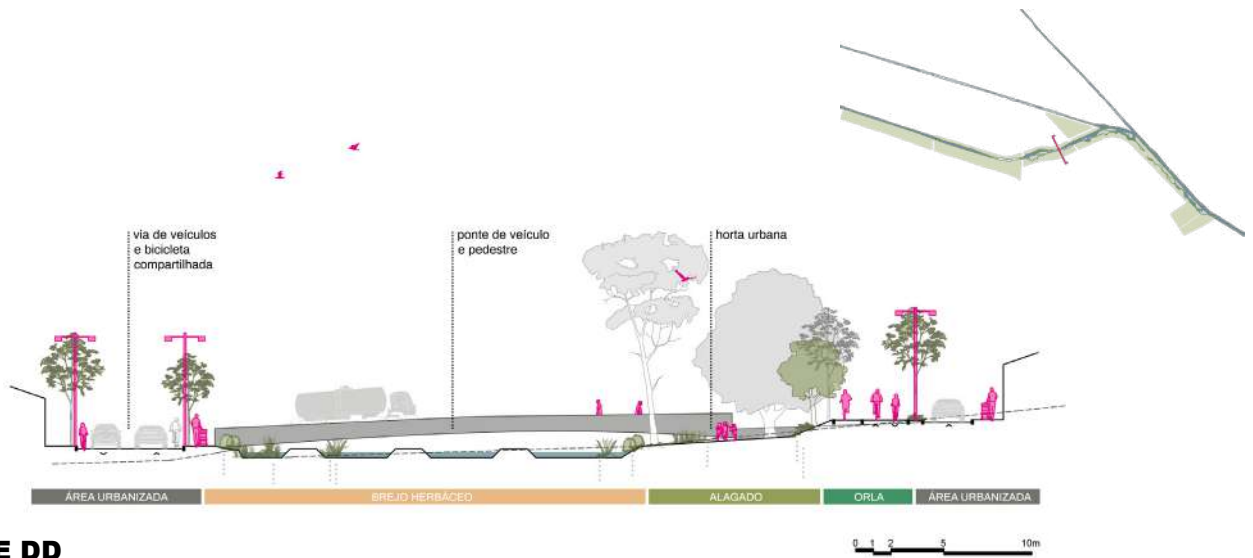 via de veículos
e bicicleta
compartilhada
ponte de veículo
e pedestre
horta urbana
ÁREA URBANIZADA
BREJO HERBÁCEO
ALAGADO
ORLA
ÁREA URBANIZADA
0 1 2 5 10m
E DD